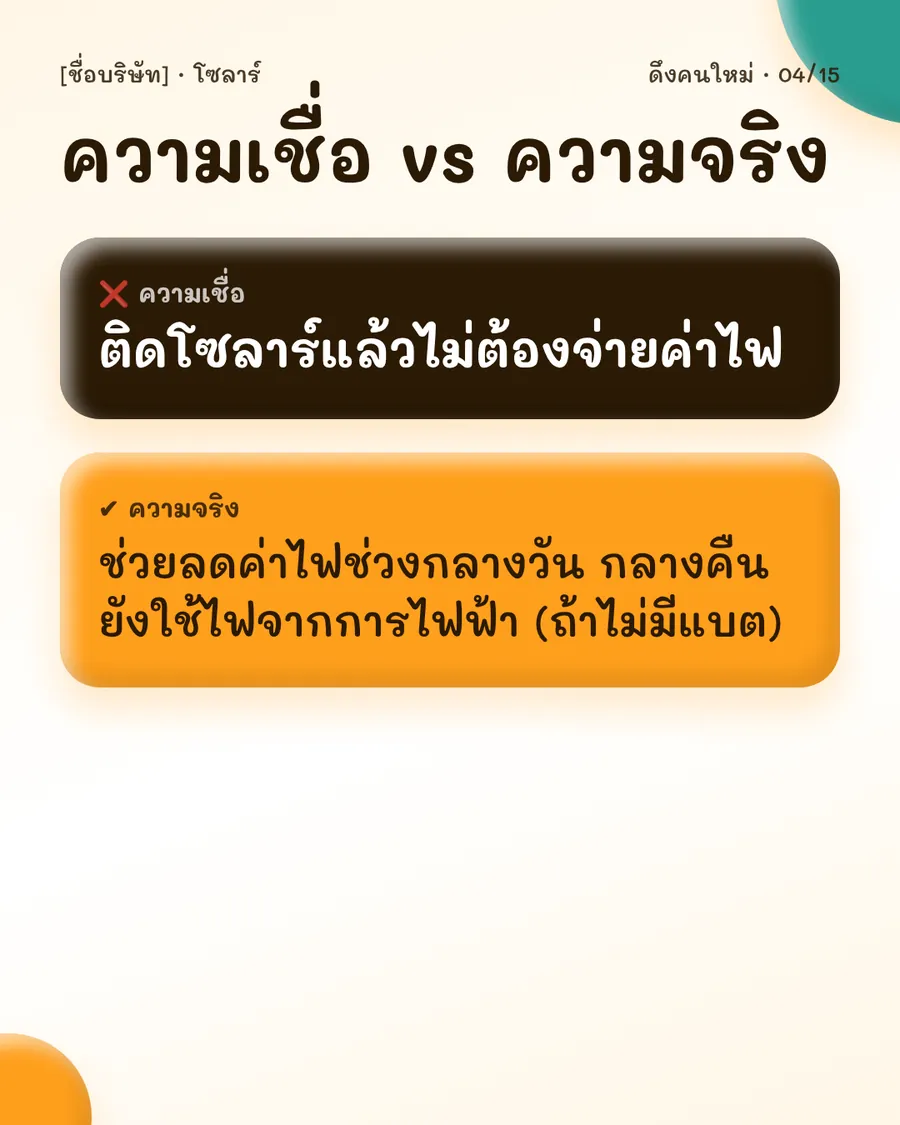 [ชื่อบริษัท] · โซลาร์
ดึงคนใหม่ · 04/15
ความเชื่อ vs ความจริง
❌ ความเชื่อ
ติดโซลาร์แล้วไม่ต้องจ่ายค่าไฟ
✔ ความจริง
ช่วยลดค่าไฟช่วงกลางวัน กลางคืน
ยังใช้ไฟจากการไฟฟ้า (ถ้าไม่มีแบต)